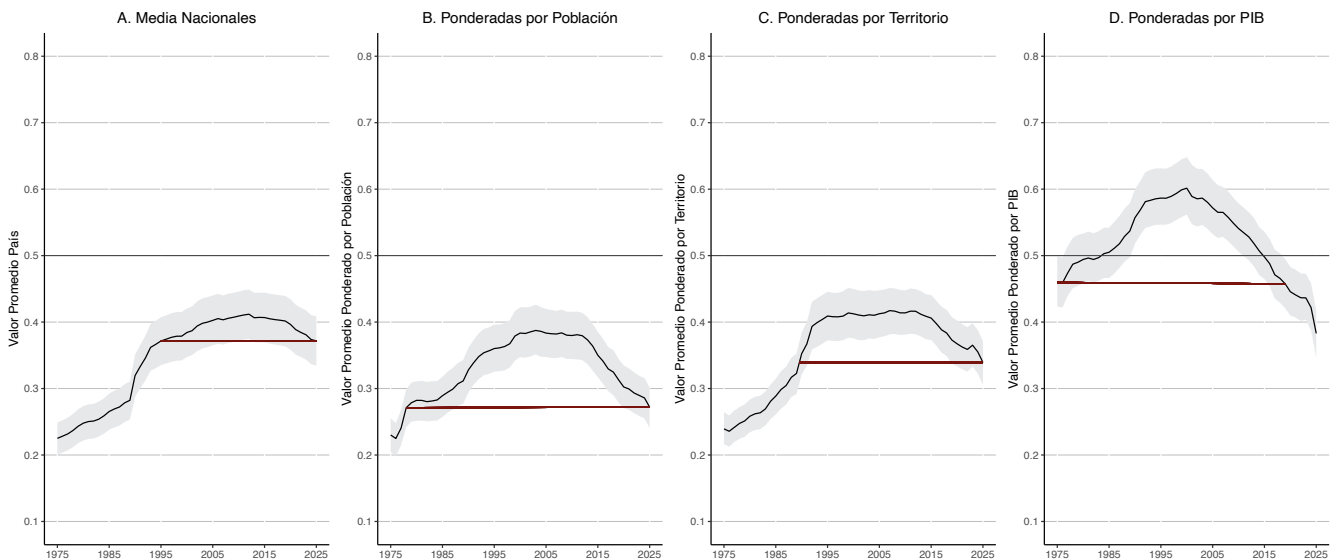 A. Media Nacionales
Valor Promedio País
0.8
0.7
0.6
0.5
0.4
0.3
0.2
0.1
1975 1985 1995 2005 2015 2025
B. Ponderadas por Población
Valor Promedio Ponderado por Población
0.8
0.7
0.6
0.5
0.4
0.3
0.2
0.1
1975 1985 1995 2005 2015 2025
C. Ponderadas por Territorio
Valor Promedio Ponderado por Territorio
0.8
0.7
0.6
0.5
0.4
0.3
0.2
0.1
1975 1985 1995 2005 2015 2025
D. Ponderadas por PIB
Valor Promedio Ponderado por PIB
0.8
0.7
0.6
0.5
0.4
0.3
0.2
0.1
1975 1985 1995 2005 2015 2025